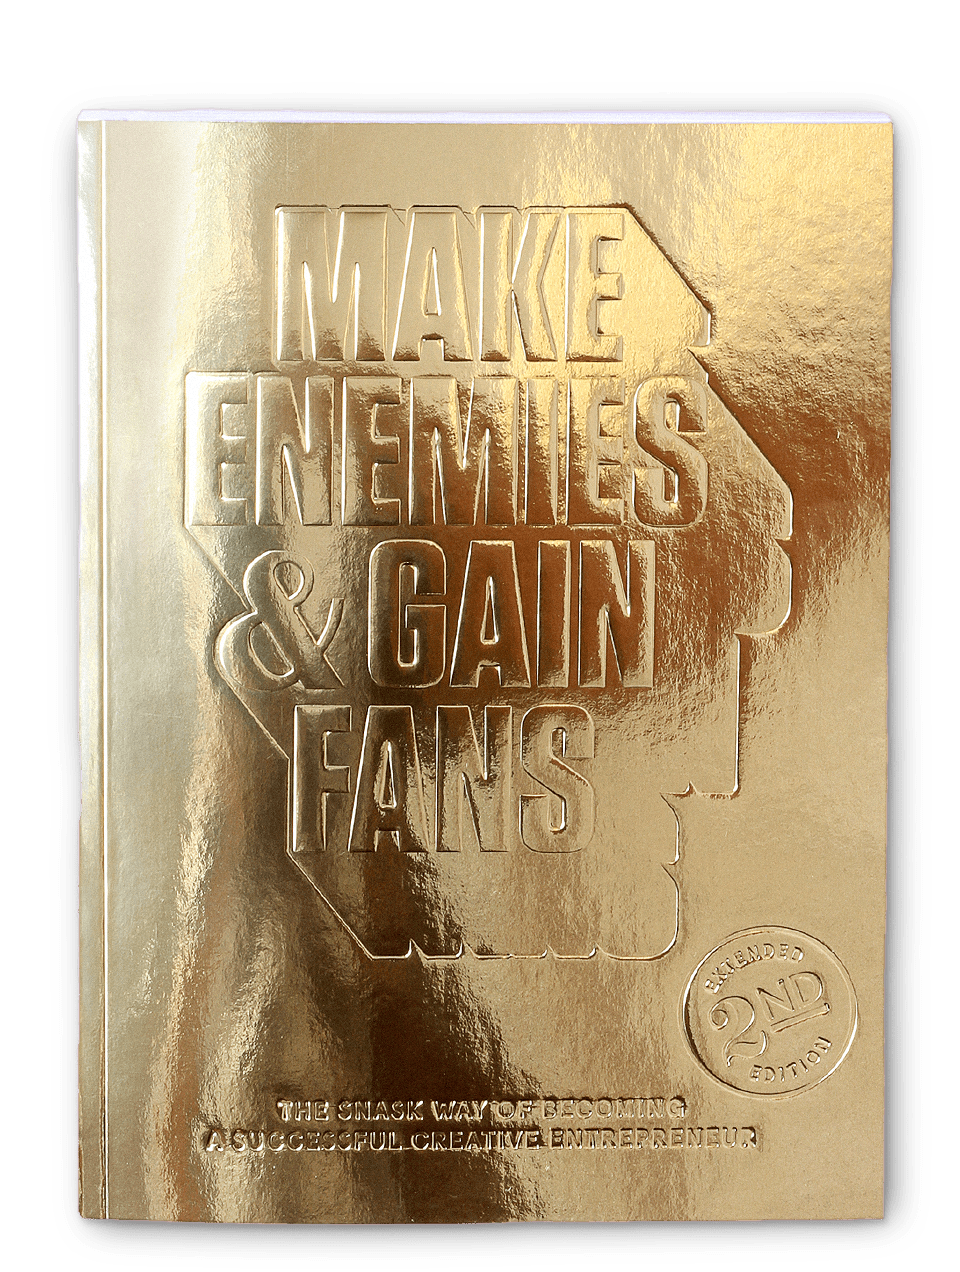 MAKE
ENEMIES
& GAIN
FANS
EXTENDED
2ND
EDITION
THE SNASK WAY OF BECOMING
A SUCCESSFUL CREATIVE ENTREPRENEUR